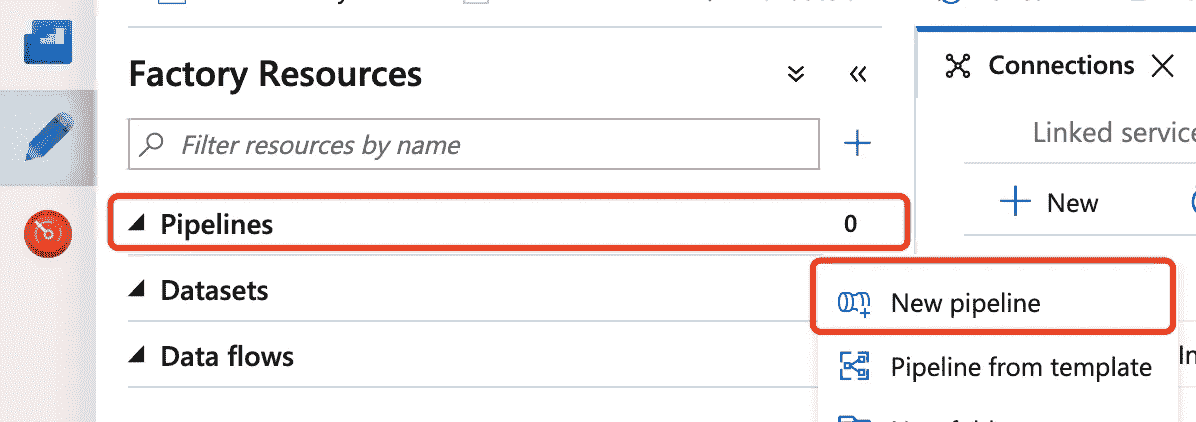 Factory Resources
Connections
Filter resources by name
Linked service
New
Pipelines
0
Datasets
New pipeline
Data flows
Pipeline from template